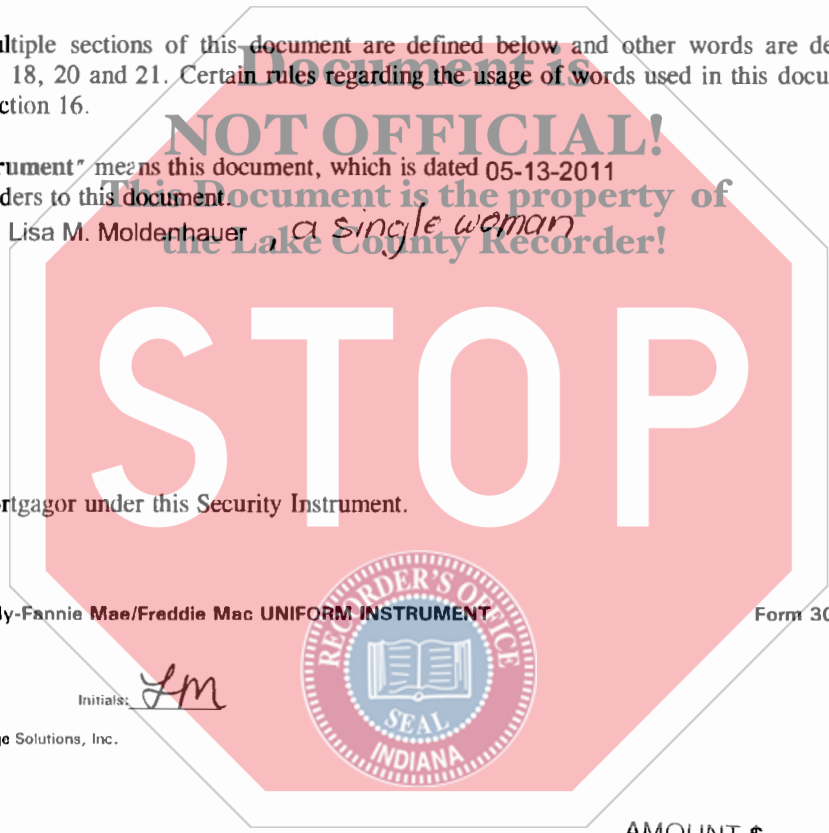 ultiple sections of this document are defined below and other words are de
Document is
18, 20 and 21. Certain rules regarding the usage of words used in this docu
ction 16.
NOT OFFICIAL!
rument" means this document, which is dated 05-13-2011
This Document is the property of
ders to this document.
Lisa M. Moldenhauer , a single woman
the Lake County Recorder!
STOP
rtgagor under this Security Instrument.
ly-Fannie Mae/Freddie Mac UNIFORM INSTRUMENT Form 30
RECORDER'S OFFICE
Initials: LM
SEAL
ge Solutions, Inc.
INDIANA
AMOUNT $